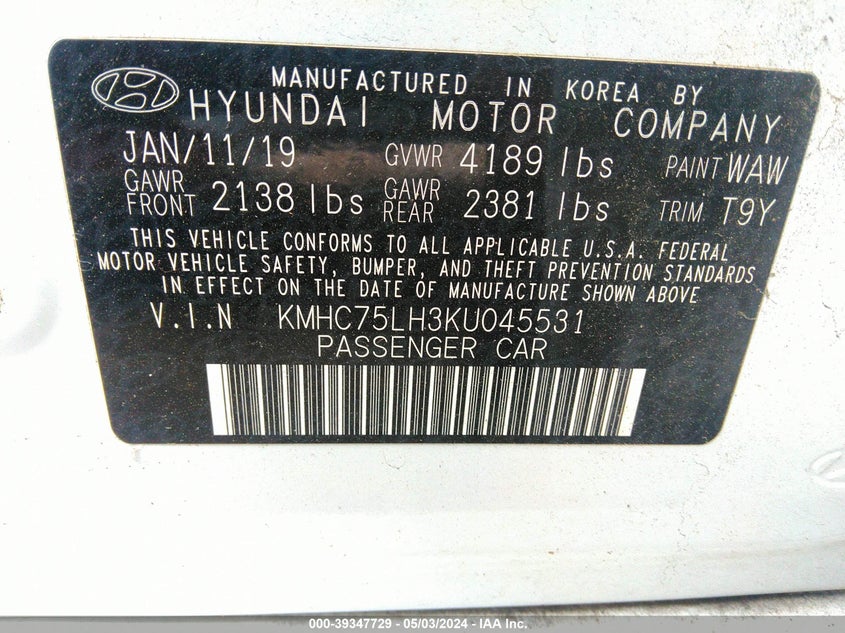 MANUFACTURED IN KOREA BY
HYUNDAI MOTOR COMPANY
JAN/11/19 GVWR 4189 lbs PAINT WAW
GAWR FRONT 2138 lbs GAWR REAR 2381 lbs TRIM T9Y
THIS VEHICLE CONFORMS TO ALL APPLICABLE U.S.A. FEDERAL
MOTOR VEHICLE SAFETY, BUMPER, AND THEFT PREVENTION STANDARDS
IN EFFECT ON THE DATE OF MANUFACTURE SHOWN ABOVE
V.I.N KMHC75LH3KU045531
PASSENGER CAR
000-39347729 - 05/03/2024 - IAA Inc.